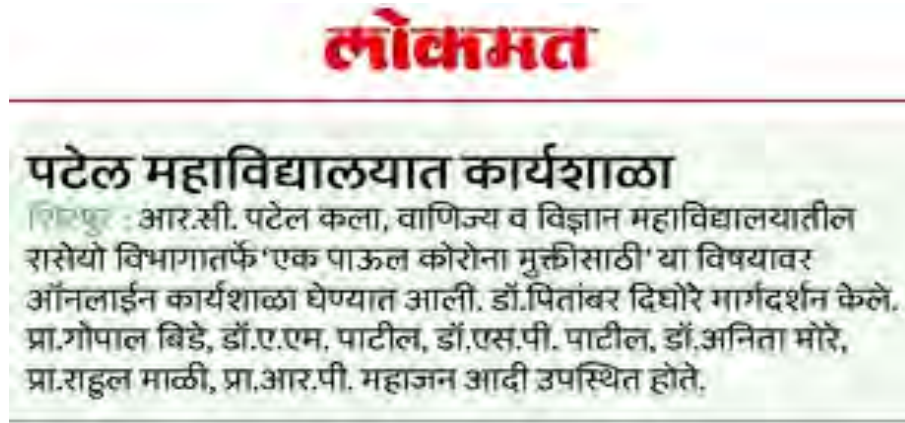 लोकमत
पटेल महाविद्यालयात कार्यशाळा
शिरपुर : आर.सी. पटेल कला, वाणिज्य व विज्ञान महाविद्यालयातील
रासेयो विभागातर्फे 'एक पाऊल कोरोना मुक्तीसाठी' या विषयावर
ऑनलाईन कार्यशाळा घेण्यात आली. डॉ.पितांबर दिघोरे मार्गदर्शन केले.
प्रा.गोपाल बिडे, डॉ.ए.एम. पाटील, डॉ.एस.पी. पाटील, डॉ.अनिता मोरे,
प्रा.राहुल माळी, प्रा.आर.पी. महाजन आदी उपस्थित होते.